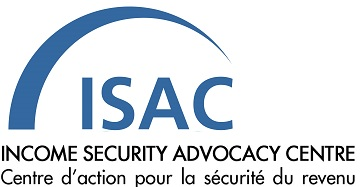 ISAC
INCOME SECURITY ADVOCACY CENTRE
Centre d'action pour la sécurité du revenu